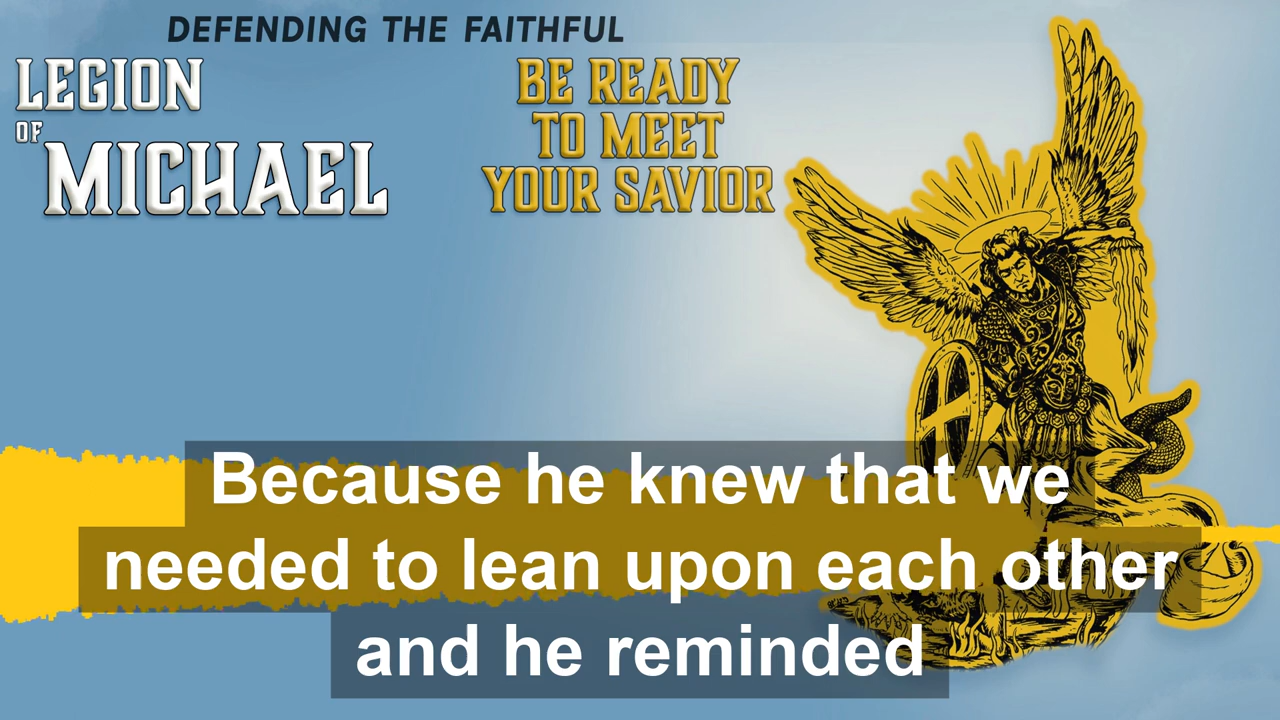 DEFENDING THE FAITHFUL
LEGION
OF
MICHAEL
BE READY
TO MEET
YOUR SAVIOR
Because he knew that we
needed to lean upon each other
and he reminded